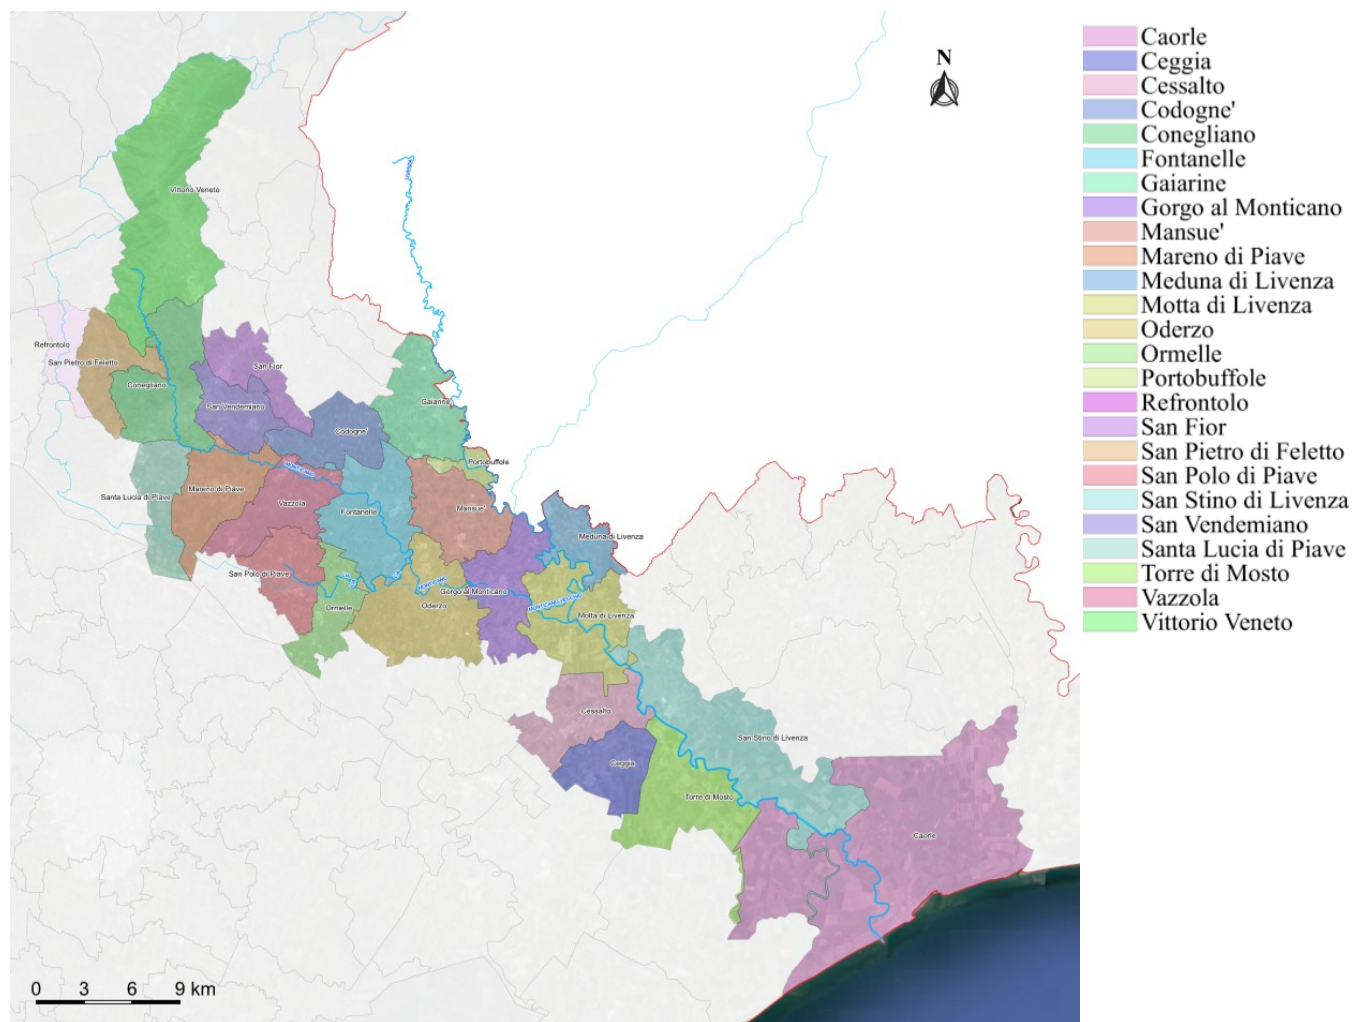 N
Caorle
Ceggia
Cessalto
Codogne'
Conegliano
Fontanelle
Gaiarine
Gorgo al Monticano
Mansue'
Mareno di Piave
Meduna di Livenza
Motta di Livenza
Oderzo
Ormelle
Portobuffole
Refrontolo
San Fior
San Pietro di Feletto
San Polo di Piave
San Stino di Livenza
San Vendemiano
Santa Lucia di Piave
Torre di Mosto
Vazzola
Vittorio Veneto
Vittorio Veneto
Refrontolo
San Pietro di Feletto
San Fior
Conegliano
San Vendemiano
Gaiarine
Codogne'
Portobuffole
MONTICANO
Santa Lucia di Piave
Mareno di Piave
Vazzola
Fontanelle
Mansue'
Meduna di Livenza
San Polo di Piave
MONTICANO
Gorgo al Monticano
Ormelle
Oderzo
Motta di Livenza
Cessalto
San Stino di Livenza
Ceggia
Torre di Mosto
Caorle
0 3 6 9 km